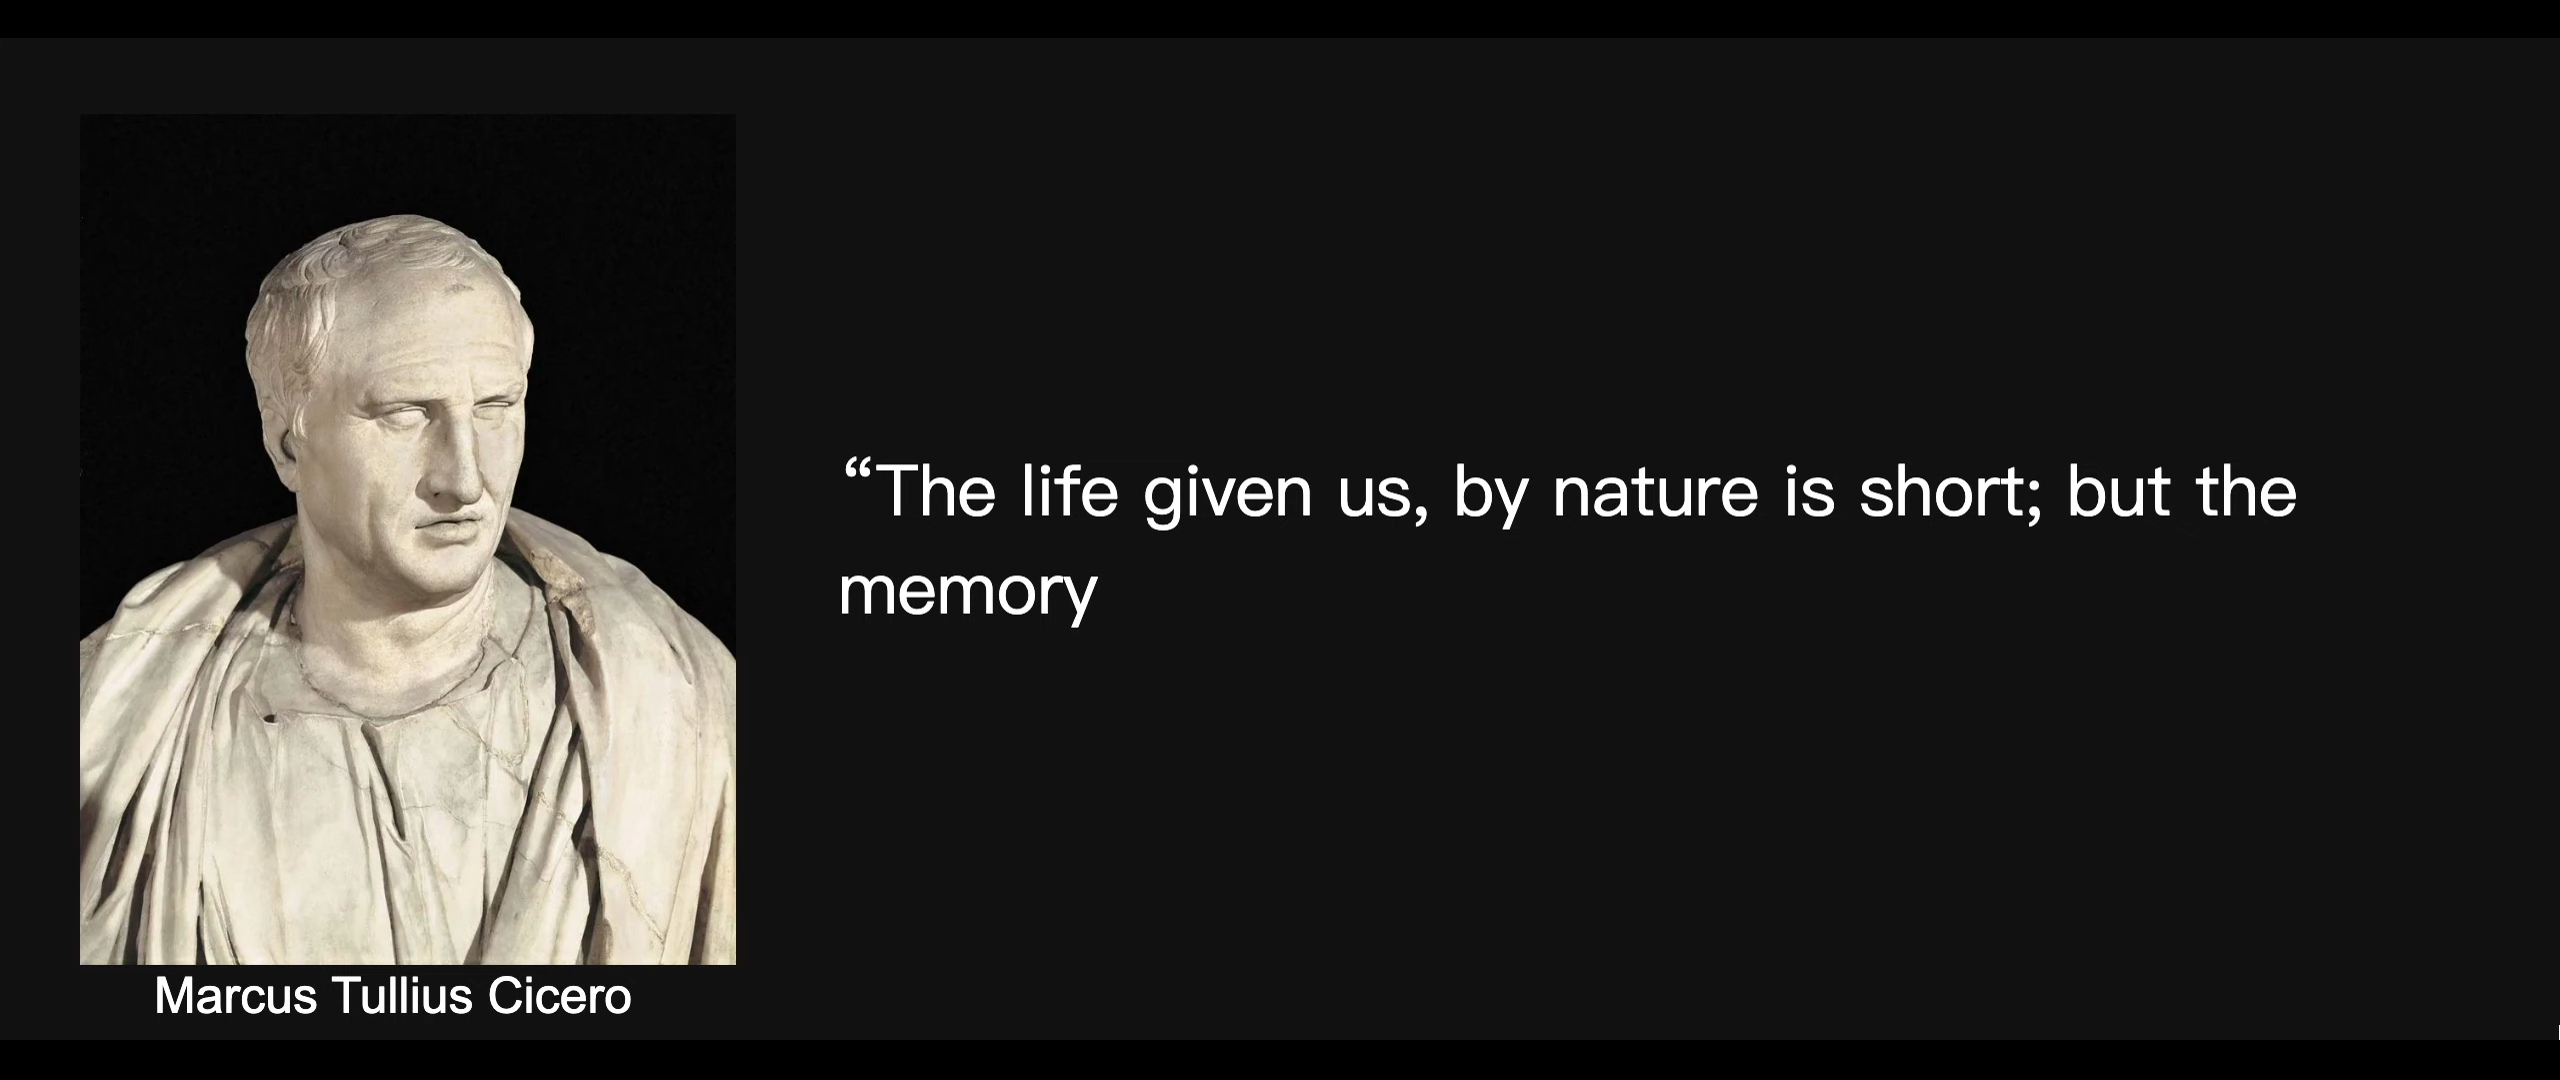 “The life given us, by nature is short; but the
memory
Marcus Tullius Cicero